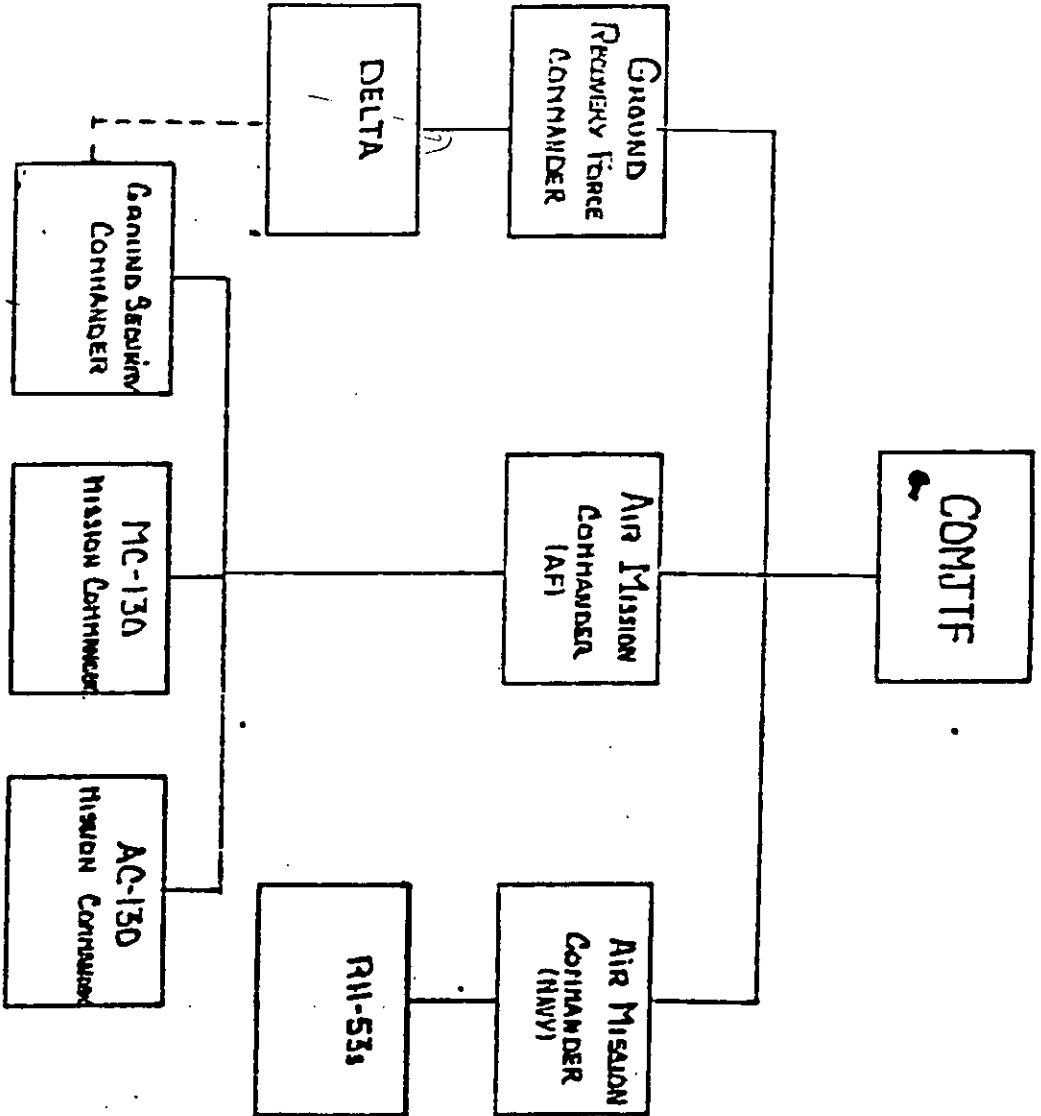 COMJTF
GROUND
RECOVERY FORCE
COMMANDER
AIR MISSION
COMMANDER
(AF)
AIR MISSION
COMMANDER
(NAVY)
DELTA
RH-53s
GROUND SECURITY
COMMANDER
MC-130
MISSION COMMANDER
AC-130
MISSION COMMANDER